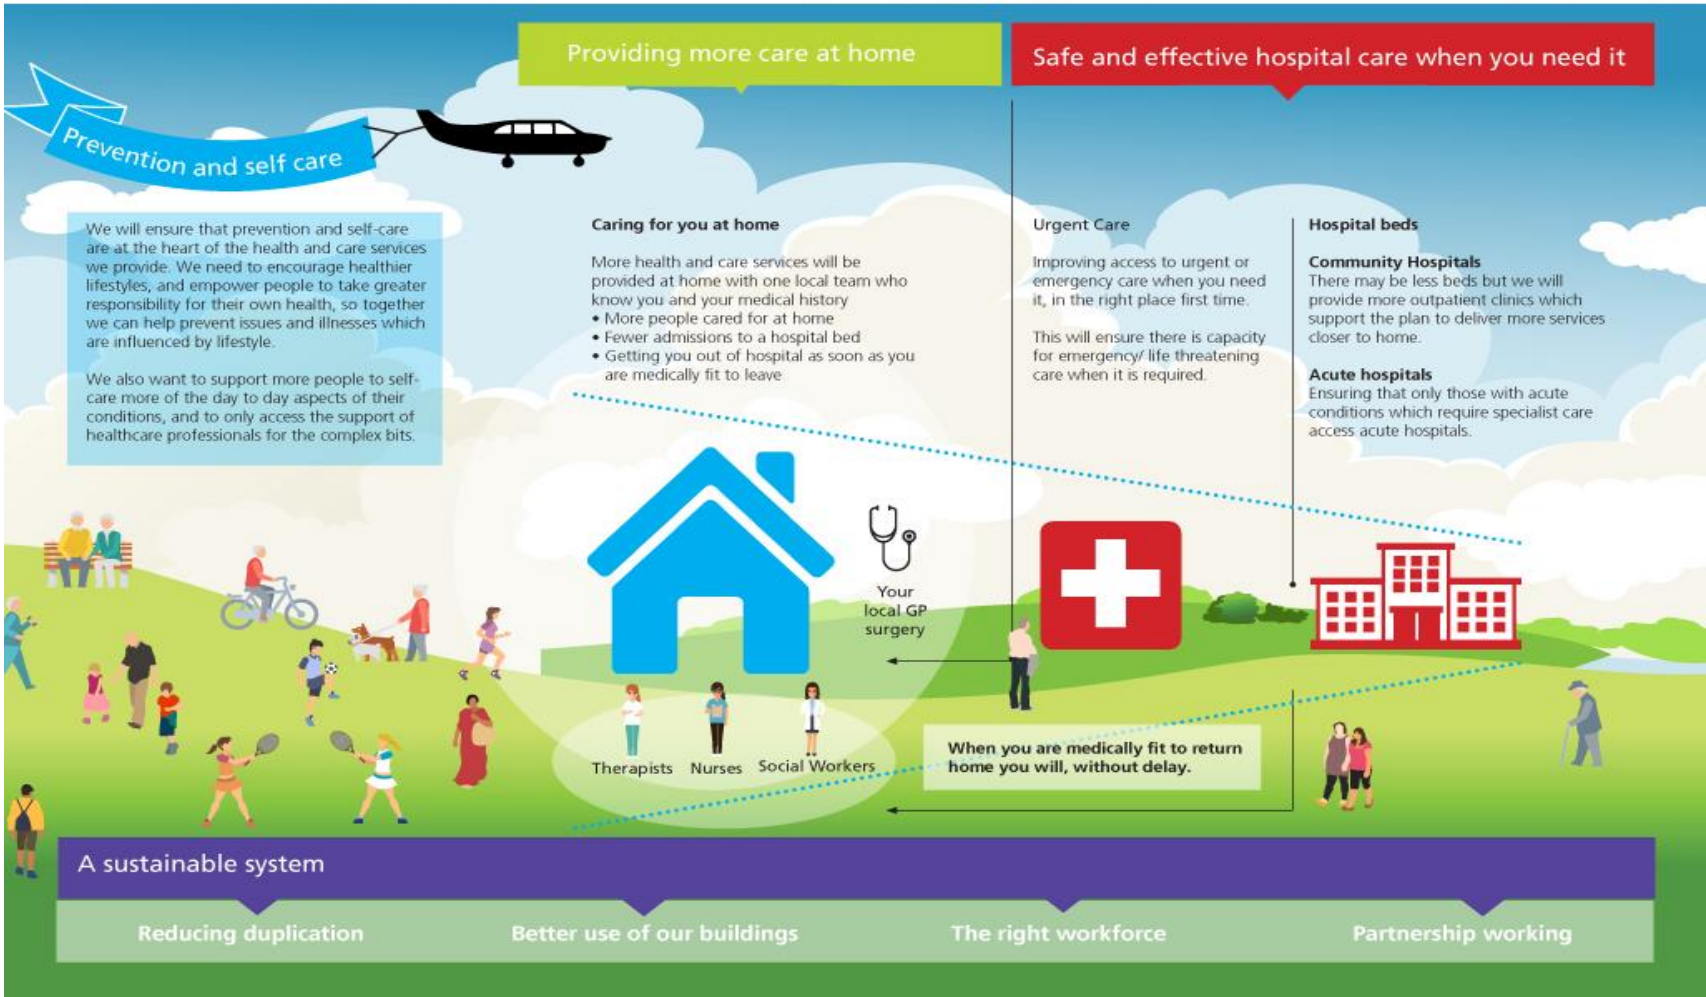 Providing more care at home
Safe and effective hospital care when you need it
Prevention and self care
We will ensure that prevention and self-care
are at the heart of the health and care services
we provide. We need to encourage healthier
lifestyles, and empower people to take greater
responsibility for their own health, so together
we can help prevent issues and illnesses which
are influenced by lifestyle.
We also want to support more people to self-
care more of the day to day aspects of their
conditions, and to only access the support of
healthcare professionals for the complex bits.
Caring for you at home
More health and care services will be
provided at home with one local team who
know you and your medical history
• More people cared for at home
• Fewer admissions to a hospital bed
• Getting you out of hospital as soon as you
are medically fit to leave
Urgent Care
Improving access to urgent or
emergency care when you need
it, in the right place first time.
This will ensure there is capacity
for emergency/ life threatening
care when it is required.
Hospital beds
Community Hospitals
There may be less beds but we will
provide more outpatient clinics which
support the plan to deliver more services
closer to home.
Acute hospitals
Ensuring that only those with acute
conditions which require specialist care
access acute hospitals.
Your
local GP
surgery
Therapists
Nurses
Social Workers
When you are medically fit to return
home you will, without delay.
A sustainable system
Reducing duplication
Better use of our buildings
The right workforce
Partnership working